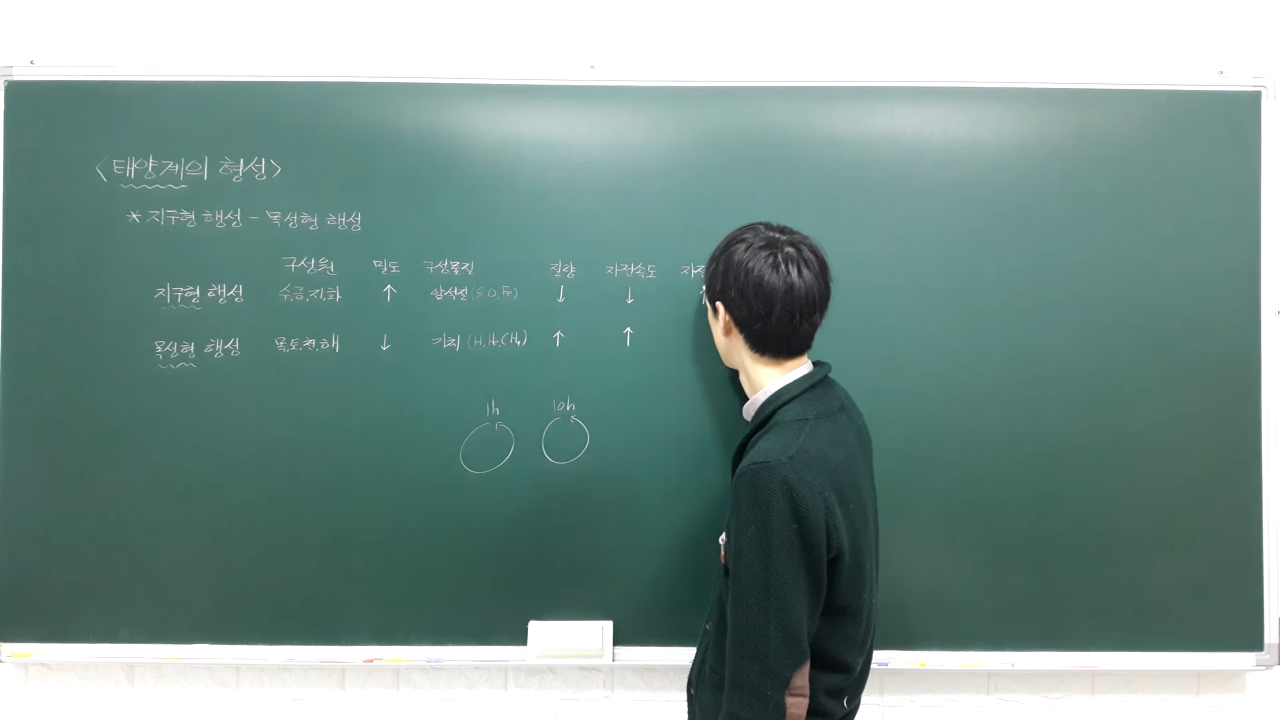 <태양계의 형성>
* 지구형 행성 - 목성형 행성
구성원 밀도 구성물질 질량 자전속도 자전
지구형 행성 수,금,지,화 ↑ 암석질(Si,O,Fe) ↓ ↓ ↑
목성형 행성 목,토,천,해 ↓ 기체 (H,He,CH₄) ↑ ↑
1h 10h